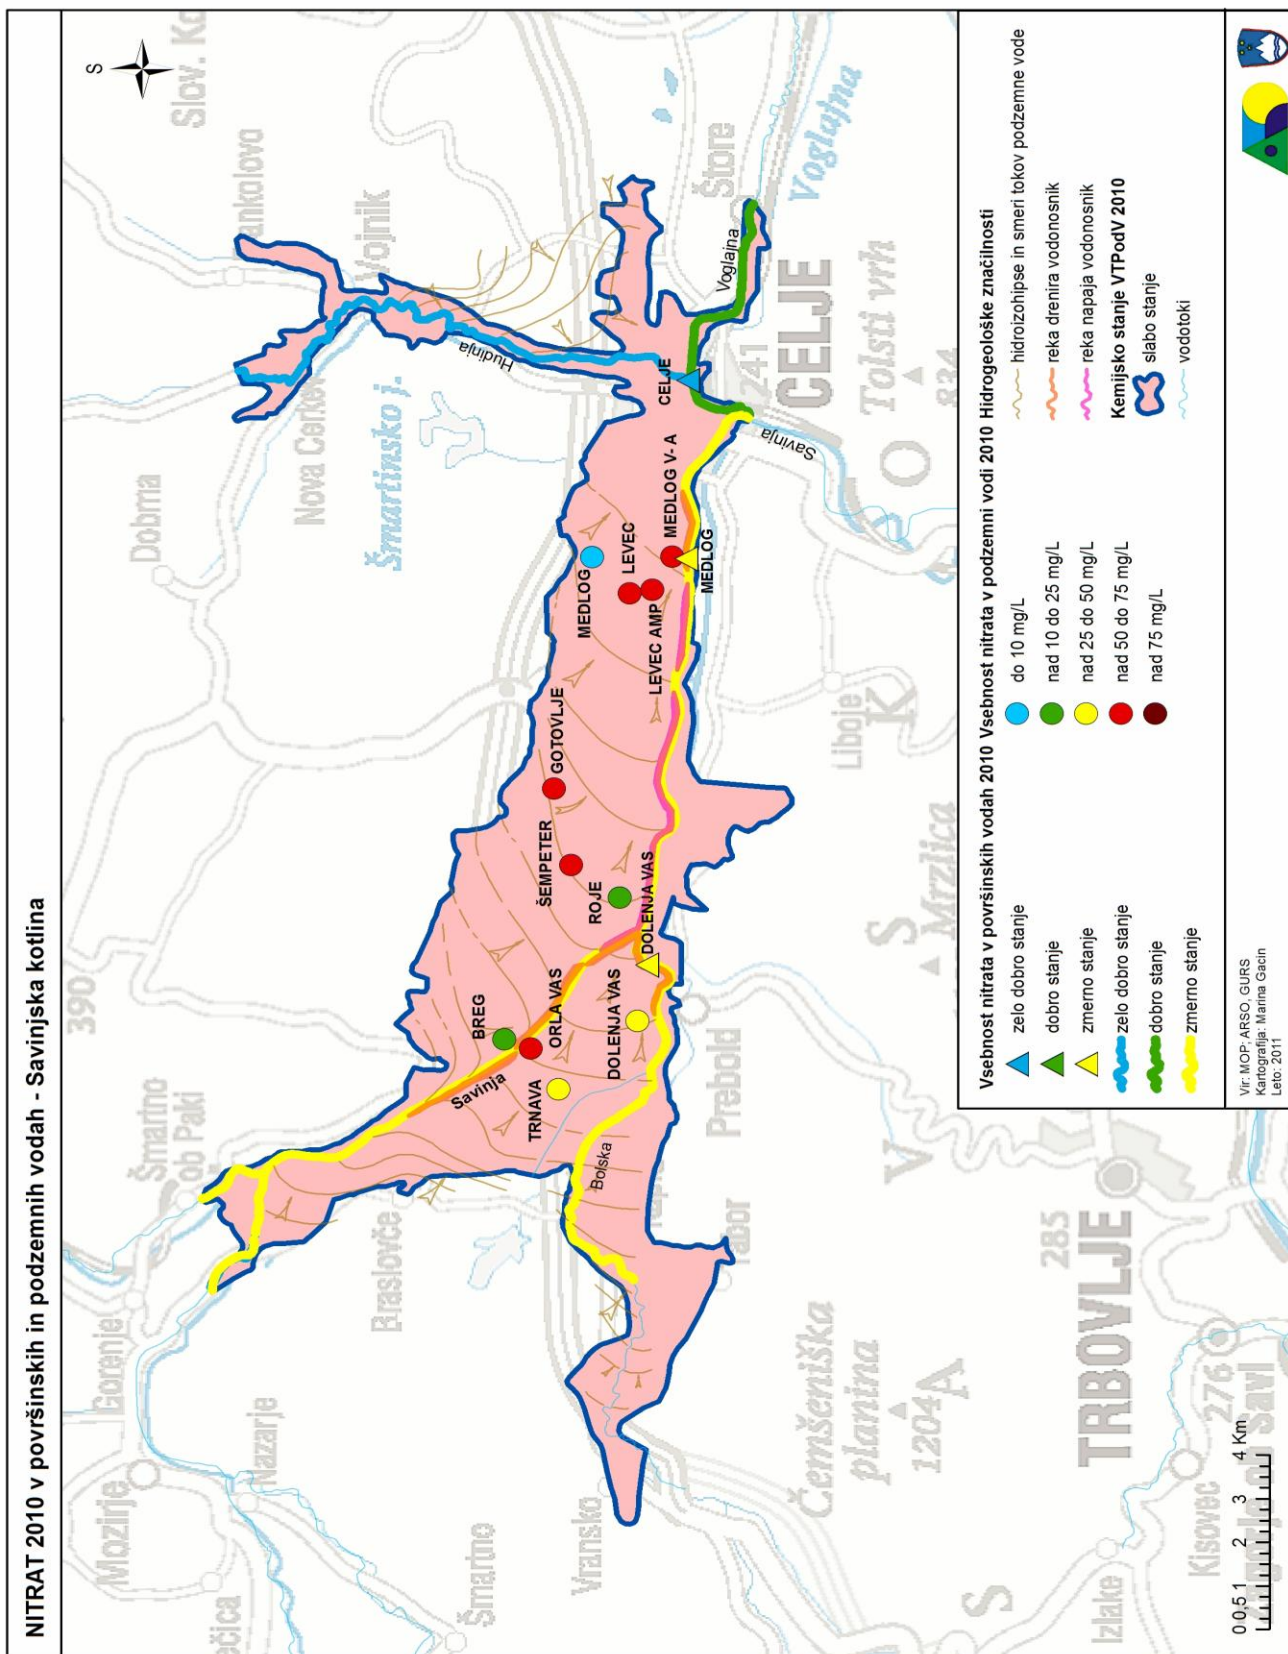 NITRAT 2010 v površinskih in podzemnih vodah - Savinjska kotlina
S
Slov. Ko
ankolovo
Vojnik
Nova Cerkev
Dobrna
Šmartinsko j.
Hudinja
Štore
Voglajna
Voglajna
CELJE
CELJE
241
Tolsti vrh
834
Savinja
MEDLOG
LEVEC
LEVEC AMP
MEDLOG V- A
MEDLOG
GOTOVLJE
ŠEMPETER
ROJE
DOLENJA VAS
DOLENJA VAS
BREG
ORLA VAS
TRNAVA
Savinja
Bolska
Liboje
K
O
S
Mrzlica
Prebold
V
390
Šmartno
ob Paki
Gorenje
Mozirje
Nazarje
ečica
Šmartno
Braslovče
Vransko
Tabor
Čemšeniška
planina
1204
A
285
TRBOVLJE
276
Kisovec
Izlake
S
Zagorje ob Savi
0 0,5 1 2 3 4 Km
Vsebnost nitrata v površinskih vodah 2010
zelo dobro stanje
dobro stanje
zmerno stanje
zelo dobro stanje
dobro stanje
zmerno stanje
Vsebnost nitrata v podzemni vodi 2010
do 10 mg/L
nad 10 do 25 mg/L
nad 25 do 50 mg/L
nad 50 do 75 mg/L
nad 75 mg/L
Hidrogeološke značilnosti
hidroizohipse in smeri tokov podzemne vode
reka drenira vodonosnik
reka napaja vodonosnik
Kemijsko stanje VTPodV 2010
slabo stanje
vodotoki
Vir: MOP; ARSO, GURS
Kartografija: Marina Gacin
Leto: 2011